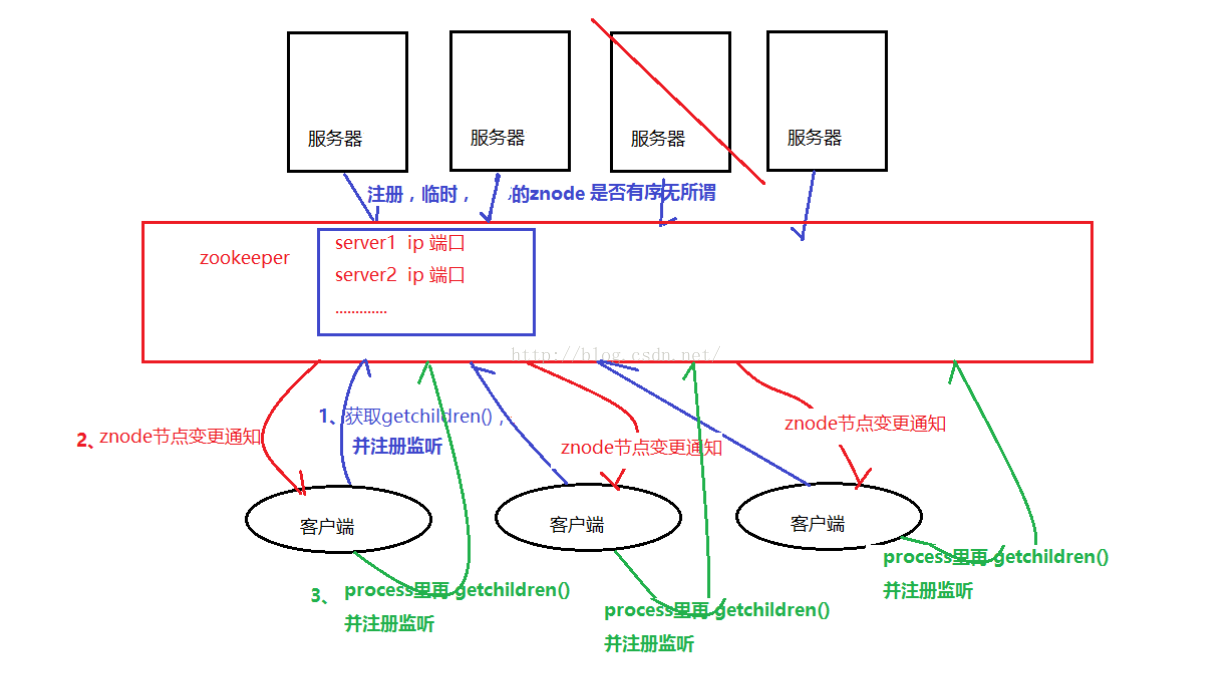 服务器
服务器
服务器
服务器
注册，临时， 的znode 是否有序无所谓
zookeeper
server1 ip 端口
server2 ip 端口
.............
http://blog.csdn.net/
1、获取getchildren()，
并注册监听
2、znode节点变更通知
znode节点变更通知
znode节点变更通知
客户端
客户端
客户端
3、 process里再 getchildren()
并注册监听
process里再 getchildren()
并注册监听
process里再 getchildren()
并注册监听